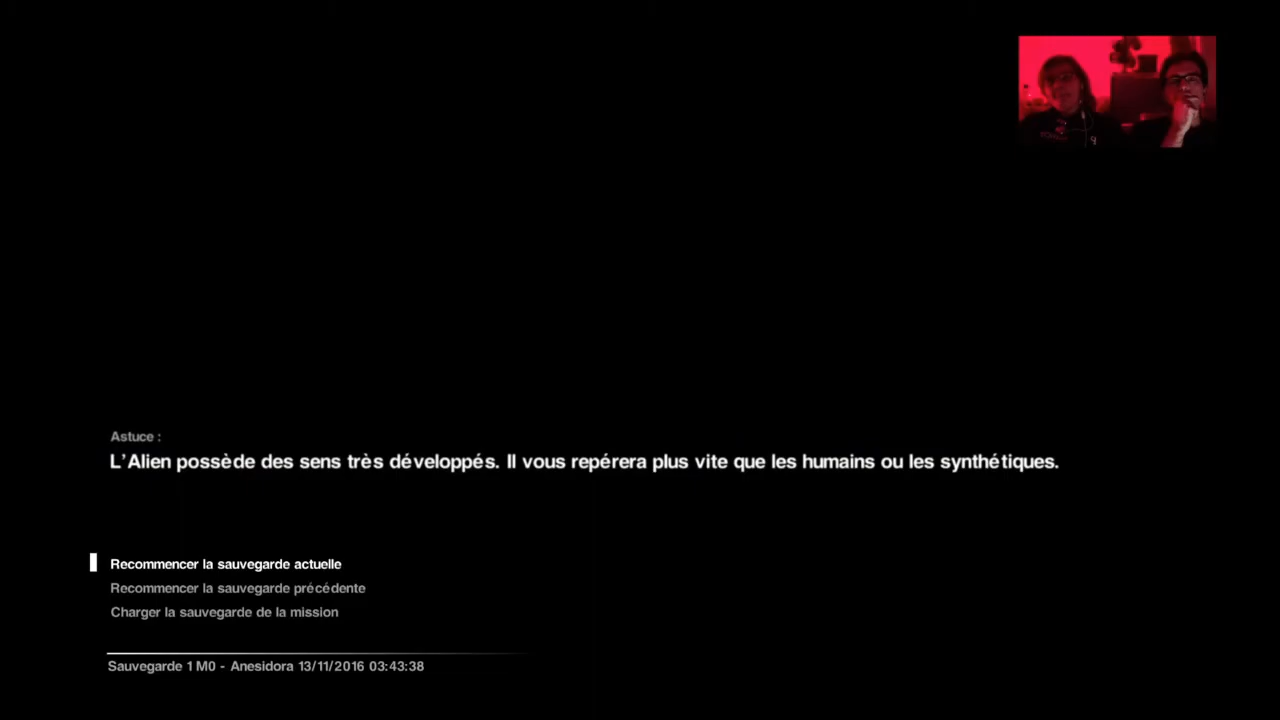 Astuce :
L'Alien possède des sens très développés. Il vous repérera plus vite que les humains ou les synthétiques.
Recommencer la sauvegarde actuelle
Recommencer la sauvegarde précédente
Charger la sauvegarde de la mission
Sauvegarde 1 M0 - Anesidora 13/11/2016 03:43:38